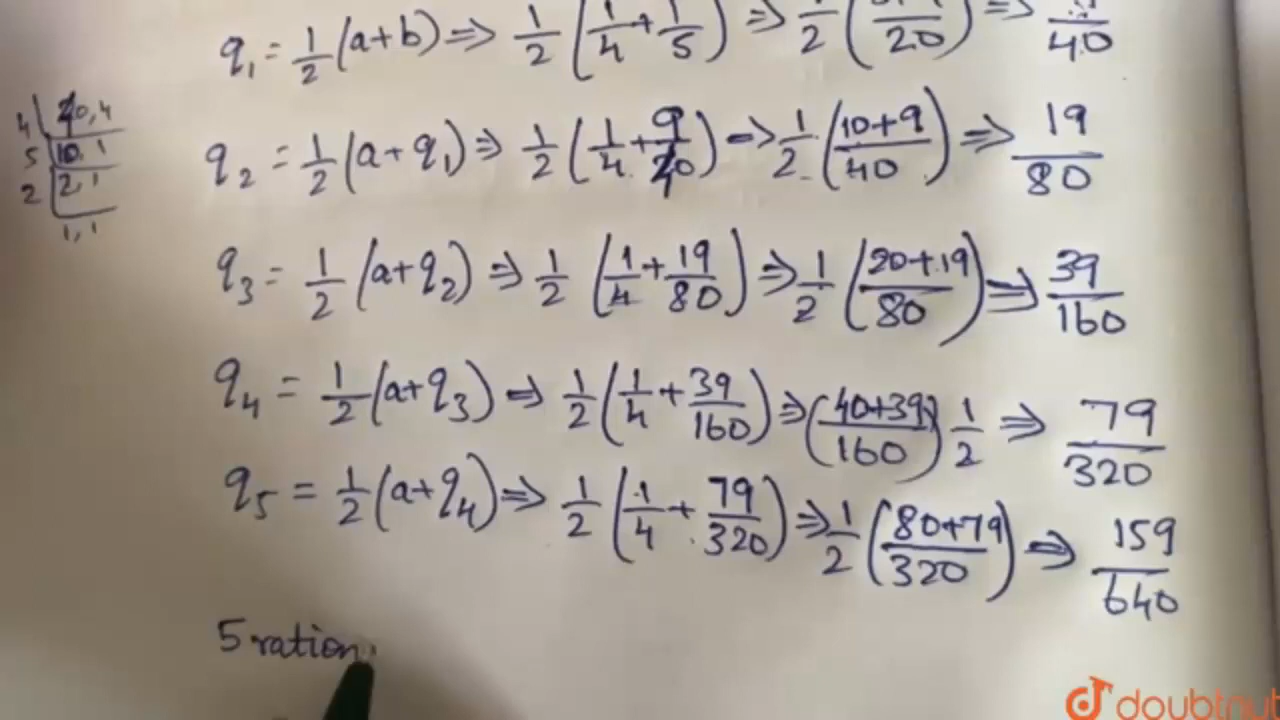 q₁ = 1/2 (a+b) ⇒ 1/2 (1/4 + 1/5) ⇒ 1/2 ( /20) ⇒ /40
4 | 40, 4
5 | 10, 1
2 | 2, 1
1, 1
q₂ = 1/2 (a+q₁) ⇒ 1/2 (1/4 + 9/40) ⇒ 1/2 (10+9/40) ⇒ 19/80
q₃ = 1/2 (a+q₂) ⇒ 1/2 (1/4 + 19/80) ⇒ 1/2 (20+19/80) ⇒ 39/160
q₄ = 1/2 (a+q₃) ⇒ 1/2 (1/4 + 39/160) ⇒ (40+39/160) 1/2 ⇒ 79/320
q₅ = 1/2 (a+q₄) ⇒ 1/2 (1/4 + 79/320) ⇒ 1/2 (80+79/320) ⇒ 159/640
5 ration
doubtnut